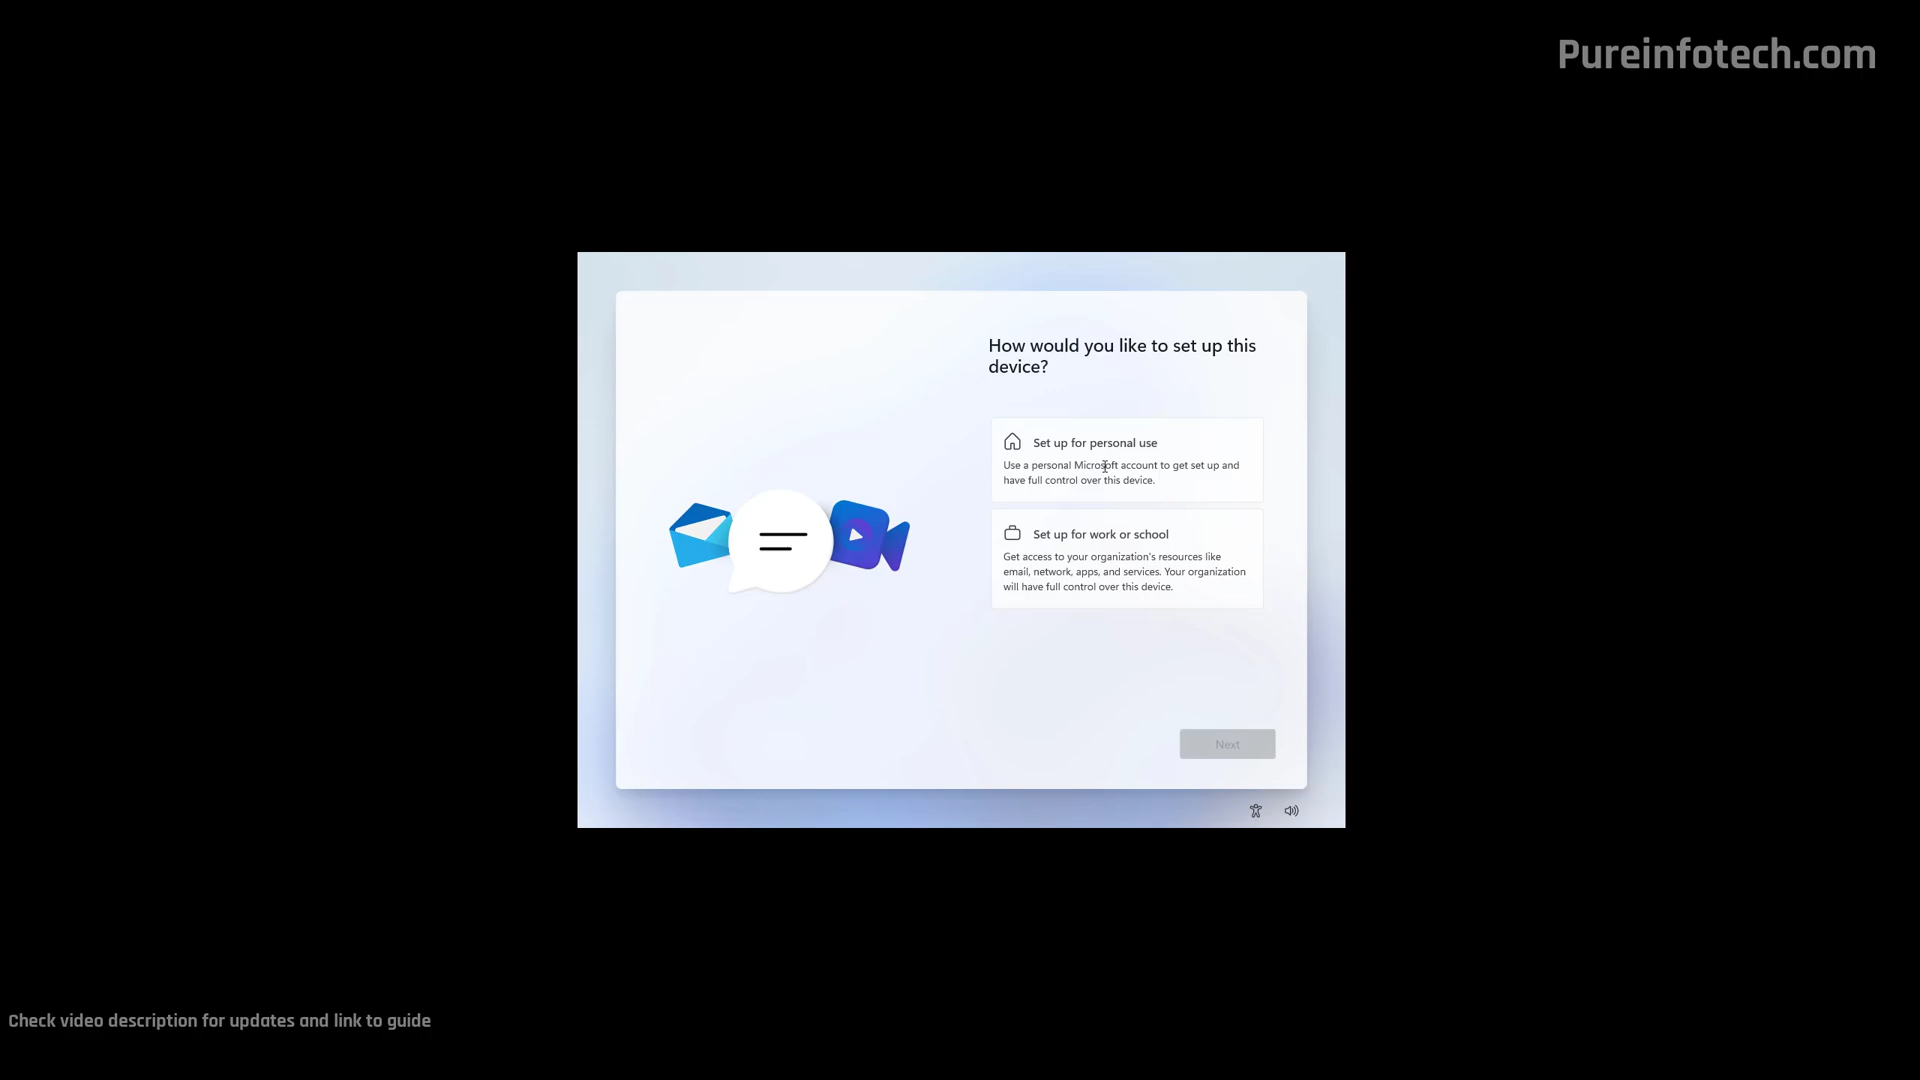 Pureinfotech.com
How would you like to set up this
device?
Set up for personal use
Use a personal Microsoft account to get set up and
have full control over this device.
Set up for work or school
Get access to your organization's resources like
email, network, apps, and services. Your organization
will have full control over this device.
Next
Check video description for updates and link to guide